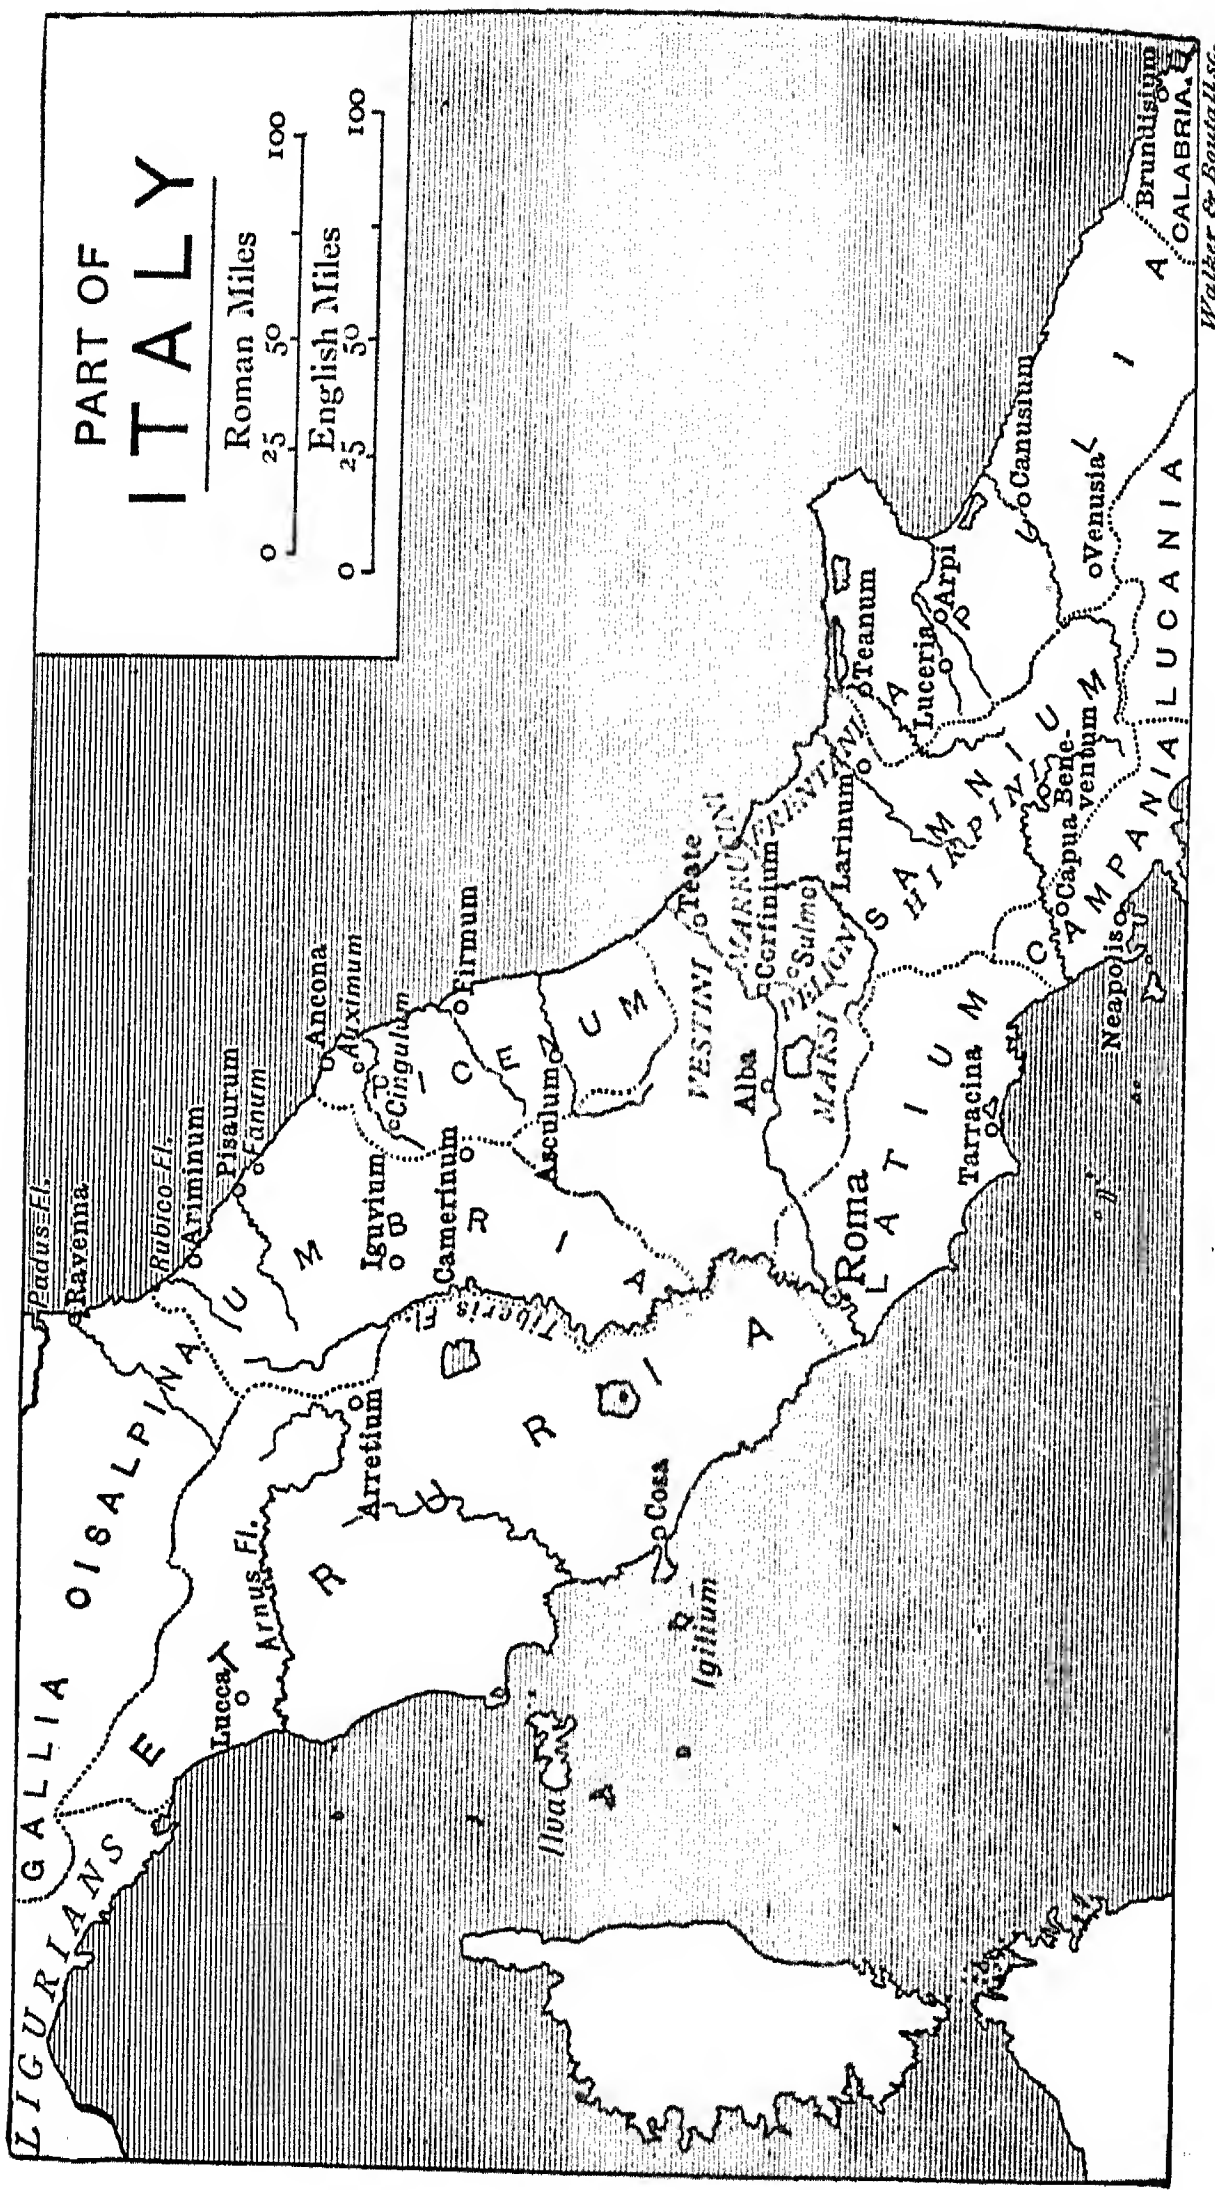 PART OF
ITALY
Roman Miles
0 25 50 100
English Miles
0 25 50 100
LIGURIANS
GALLIA CISALPINA
Padus Fl.
Ravenna
Rubico Fl.
Ariminum
Pisaurum
Fanum
Ancona
Auximum
Cingulum
Firmum
UMBRIA
Iguvium
Camerinum
PICENUM
Asculum
ETRURIA
Lucca
Arnus Fl.
Arretium
Tiberis Fl.
Cosa
Igilium
Ilva
VESTINI
Teate
MARRUCINI
FRENTANI
Corfinium
Sulmo
PELIGNI
Alba
MARSI
Larinum
Roma
LATIUM
Tarracina
SAMNIUM
HIRPINI
Teanum
Luceria
Arpi
APULIA
Canusium
Venusia
Beneventum
Capua
CAMPANIA
Neapolis
LUCANIA
Brundisium
CALABRIA
Walker & Boutall sc.